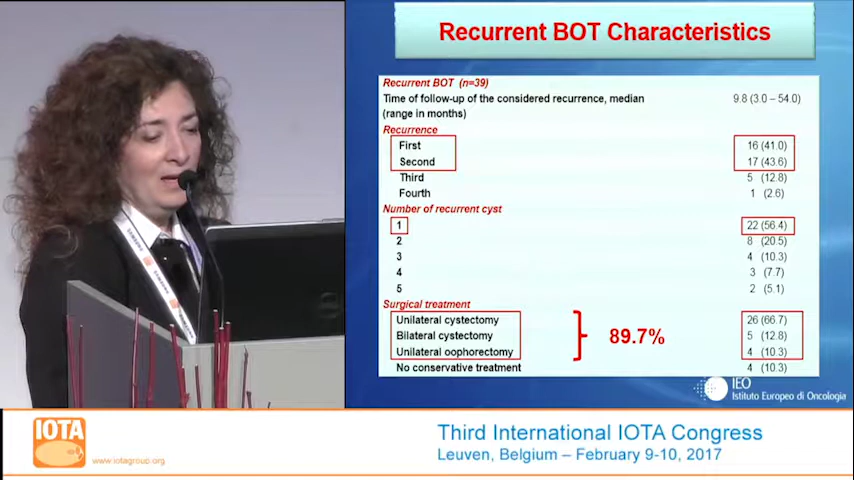 Recurrent BOT Characteristics
Recurrent BOT (n=39)
Time of follow-up of the considered recurrence, median 9.8 (3.0 – 54.0)
(range in months)
Recurrence
First 16 (41.0)
Second 17 (43.6)
Third 5 (12.8)
Fourth 1 (2.6)
Number of recurrent cyst
1 22 (56.4)
2 8 (20.5)
3 4 (10.3)
4 3 (7.7)
5 2 (5.1)
Surgical treatment
Unilateral cystectomy 26 (66.7)
Bilateral cystectomy 5 (12.8)
89.7%
Unilateral oophorectomy 4 (10.3)
No conservative treatment 4 (10.3)
IEO
Istituto Europeo di Oncologia
SAMSUNG
IOTA
www.iotagroup.org
Third International IOTA Congress
Leuven, Belgium – February 9-10, 2017